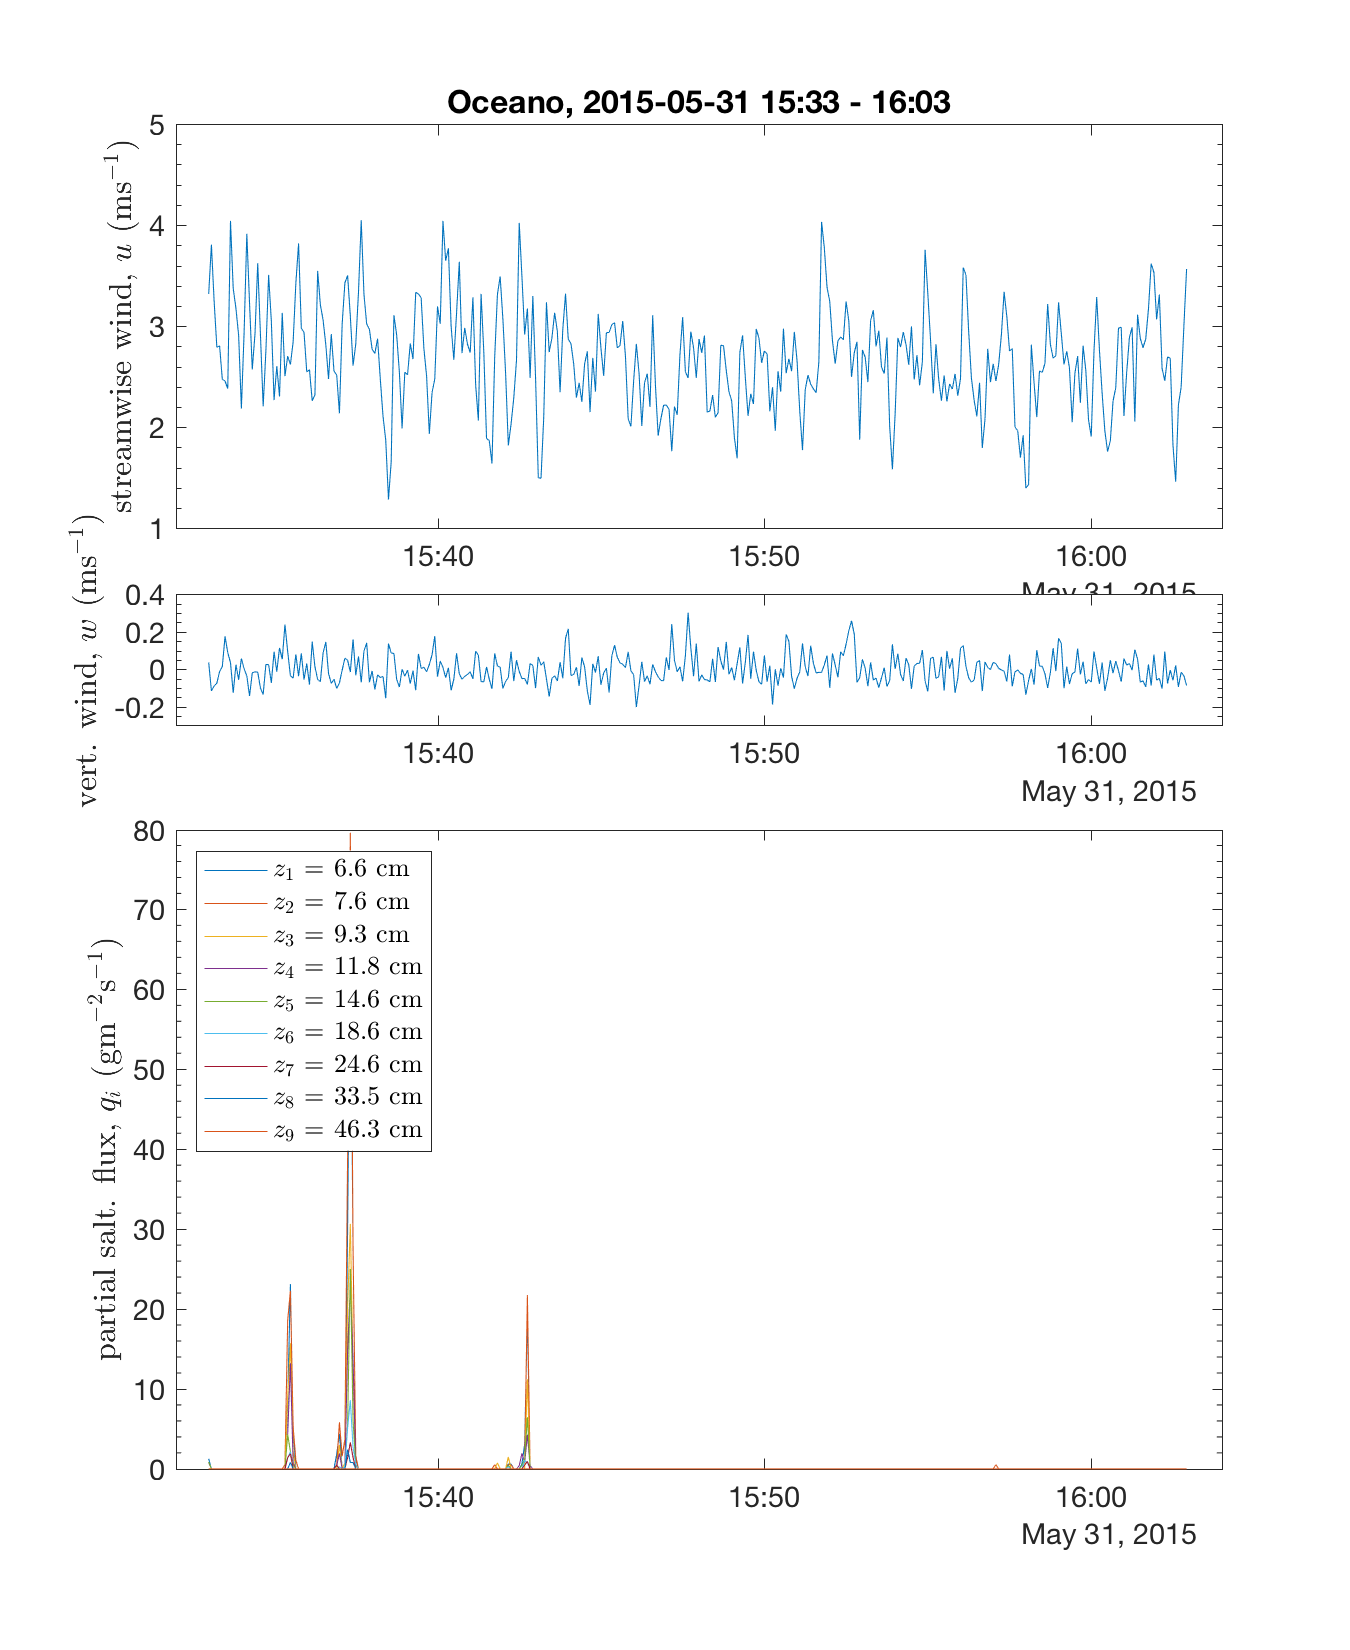 Oceano, 2015-05-31 15:33 - 16:03
streamwise wind, u (ms⁻¹)
5
4
3
2
1
15:40 15:50 16:00
May 31, 2015
vert. wind, w (ms⁻¹)
0.4
0.2
0
-0.2
15:40 15:50 16:00
May 31, 2015
partial salt. flux, qᵢ (gm⁻²s⁻¹)
80
70
60
50
40
30
20
10
0
z₁ = 6.6 cm
z₂ = 7.6 cm
z₃ = 9.3 cm
z₄ = 11.8 cm
z₅ = 14.6 cm
z₆ = 18.6 cm
z₇ = 24.6 cm
z₈ = 33.5 cm
z₉ = 46.3 cm
15:40 15:50 16:00
May 31, 2015